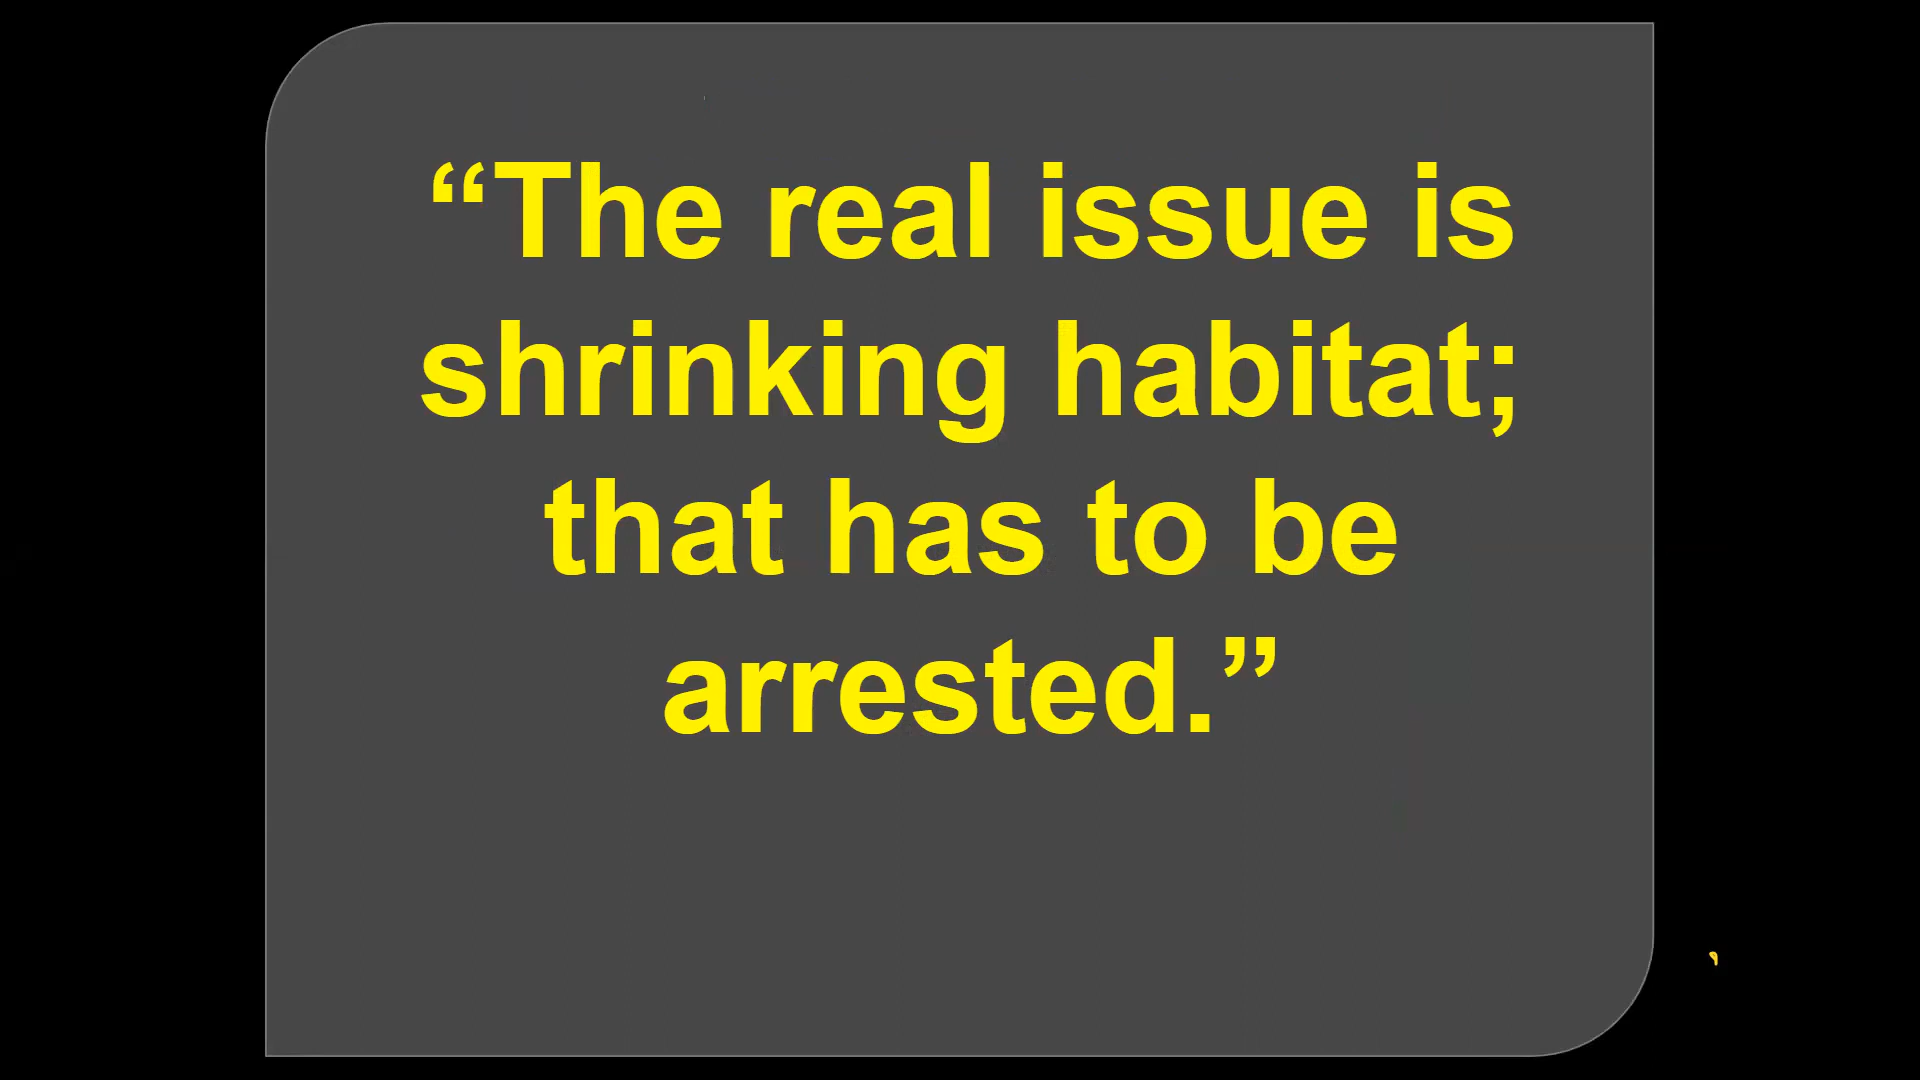 “The real issue is
shrinking habitat;
that has to be
arrested.”